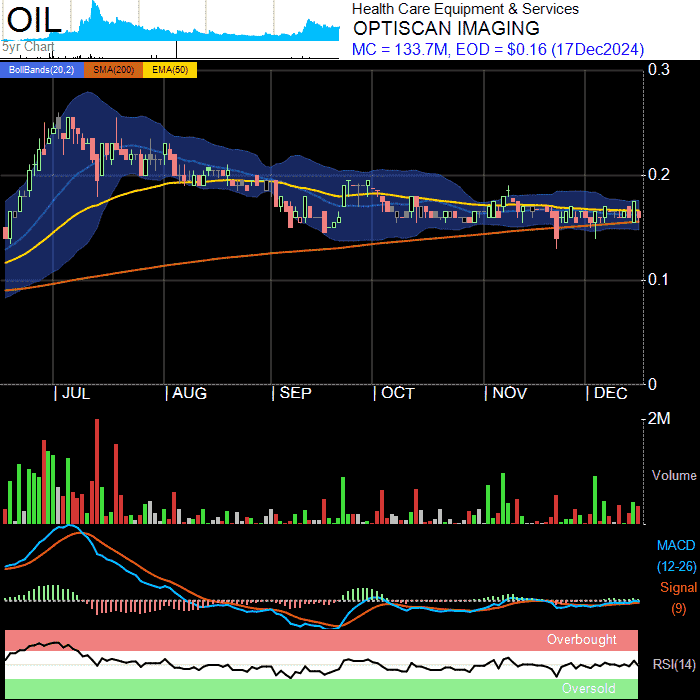 OIL
5yr Chart
Health Care Equipment & Services
OPTISCAN IMAGING
MC = 133.7M, EOD = $0.16 (17Dec2024)
BollBands(20,2) SMA(200) EMA(50)
0.3
0.2
0.1
0
JUL AUG SEP OCT NOV DEC
2M
Volume
MACD
(12-26)
Signal
(9)
Overbought
RSI(14)
Oversold